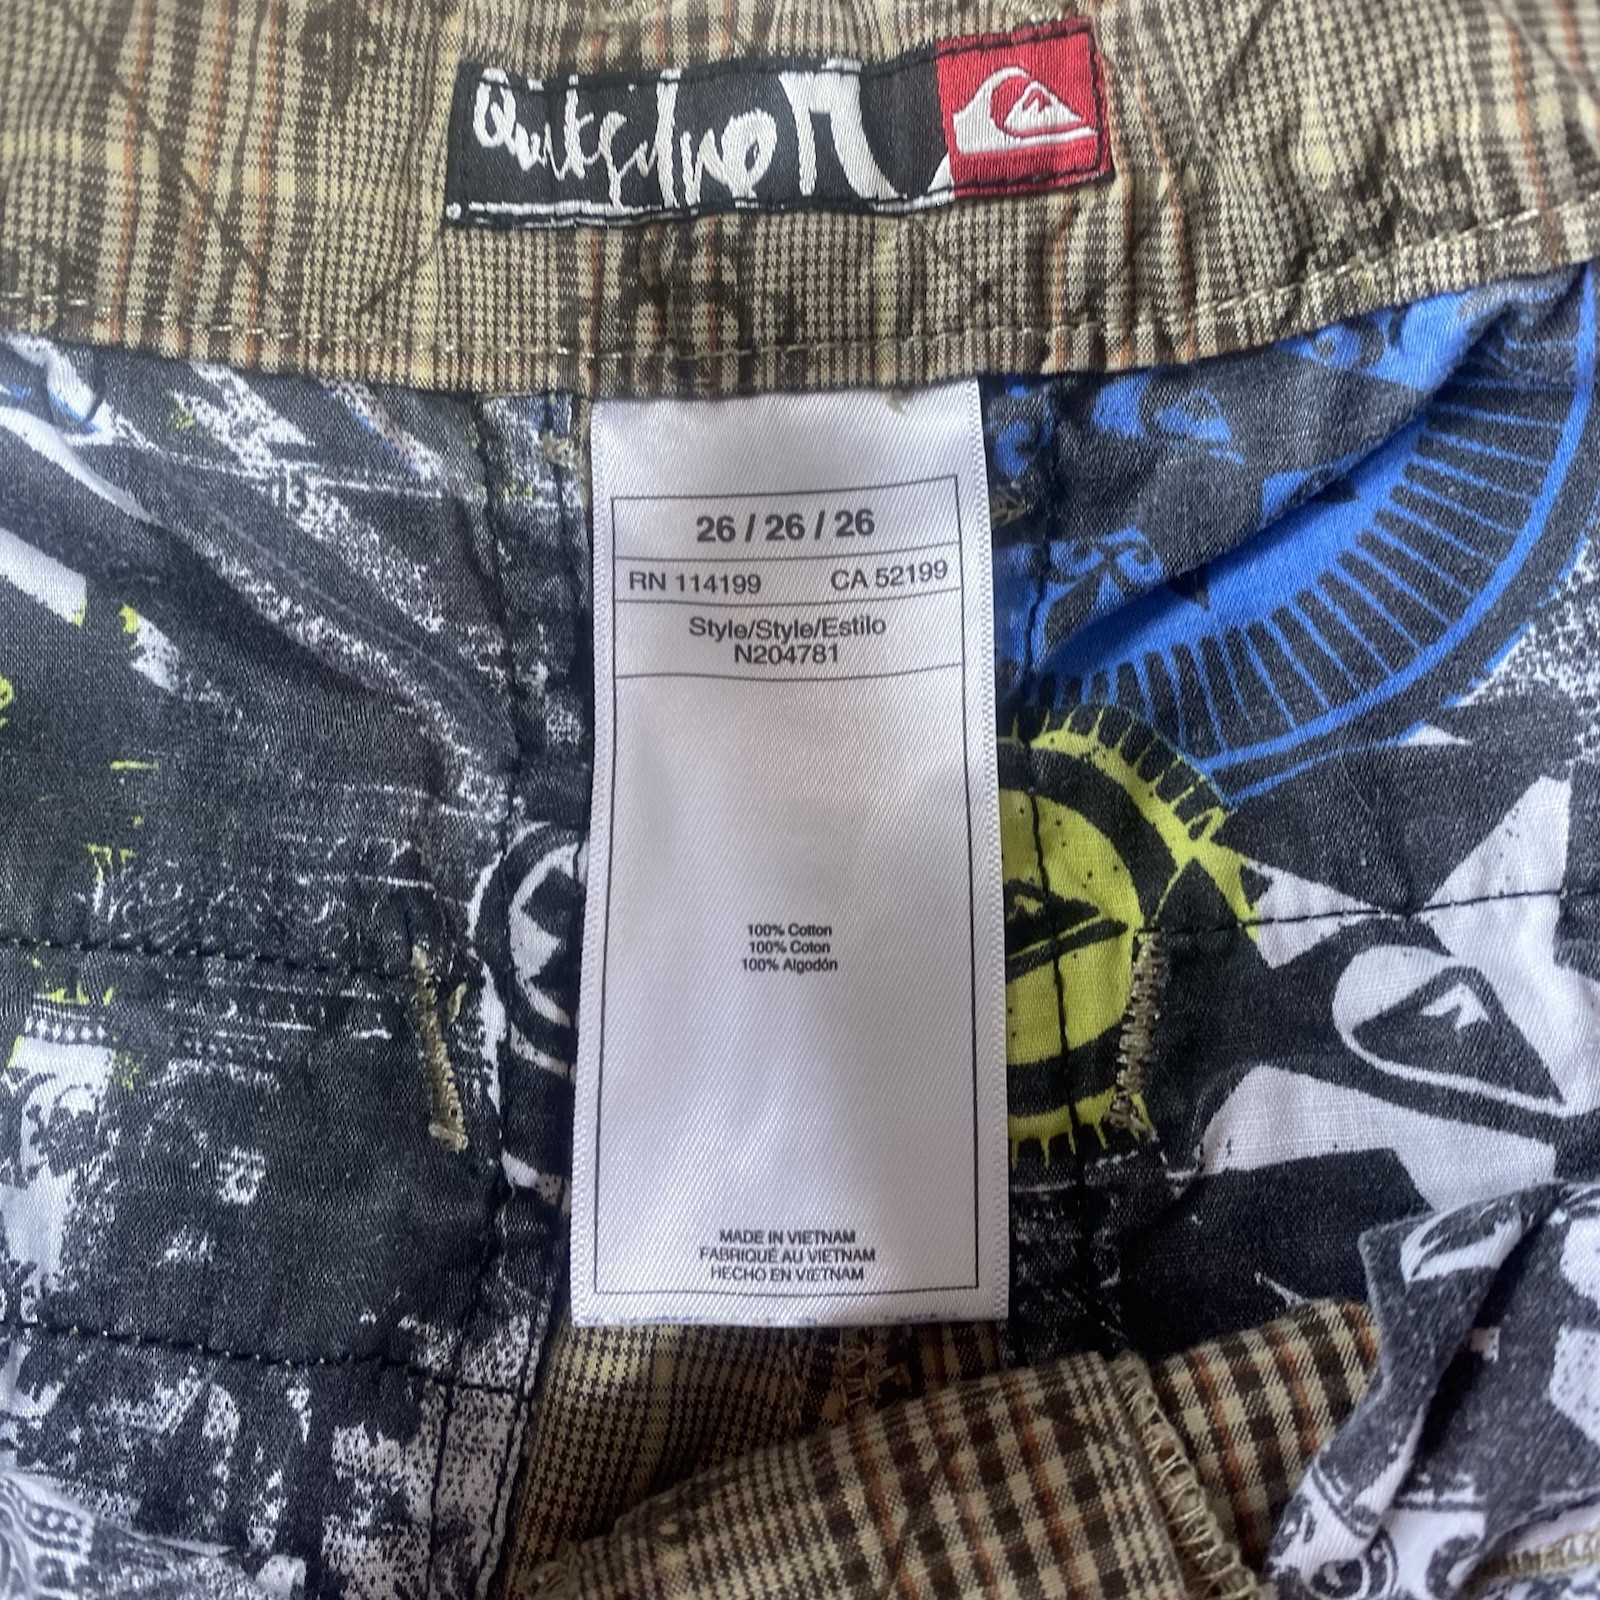 Quiksilver
26 / 26 / 26
RN 114199 CA 52199
Style/Style/Estilo
N204781
100% Cotton
100% Coton
100% Algodón
MADE IN VIETNAM
FABRIQUÉ AU VIETNAM
HECHO EN VIETNAM